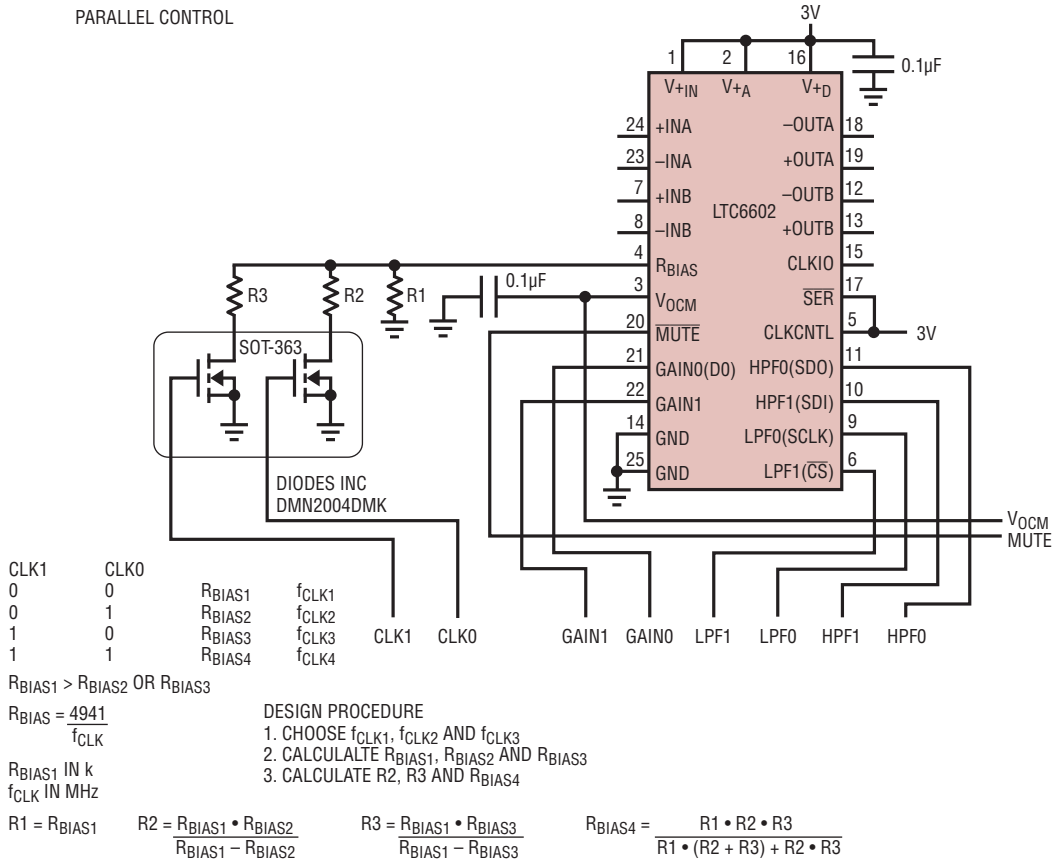 PARALLEL CONTROL
3V
0.1µF
1 2 16
V+IN V+A V+D
24 +INA –OUTA 18
23 –INA +OUTA 19
7 +INB –OUTB 12
LTC6602
8 –INB +OUTB 13
4 RBIAS CLKIO 15
3 VOCM SER 17
20 MUTE CLKCNTL 5 3V
21 GAIN0(D0) HPF0(SDO) 11
22 GAIN1 HPF1(SDI) 10
14 GND LPF0(SCLK) 9
25 GND LPF1(CS) 6
R3 R2 R1
0.1µF
SOT-363
DIODES INC
DMN2004DMK
VOCM
MUTE
CLK1 CLK0 GAIN1 GAIN0 LPF1 LPF0 HPF1 HPF0
CLK1 CLK0
0 0 RBIAS1 fCLK1
0 1 RBIAS2 fCLK2
1 0 RBIAS3 fCLK3
1 1 RBIAS4 fCLK4
RBIAS1 > RBIAS2 OR RBIAS3
RBIAS = 4941
fCLK
RBIAS1 IN k
fCLK IN MHz
DESIGN PROCEDURE
1. CHOOSE fCLK1, fCLK2 AND fCLK3
2. CALCULALTE RBIAS1, RBIAS2 AND RBIAS3
3. CALCULATE R2, R3 AND RBIAS4
R1 = RBIAS1
R2 = RBIAS1 • RBIAS2
RBIAS1 – RBIAS2
R3 = RBIAS1 • RBIAS3
RBIAS1 – RBIAS3
RBIAS4 = R1 • R2 • R3
R1 • (R2 + R3) + R2 • R3